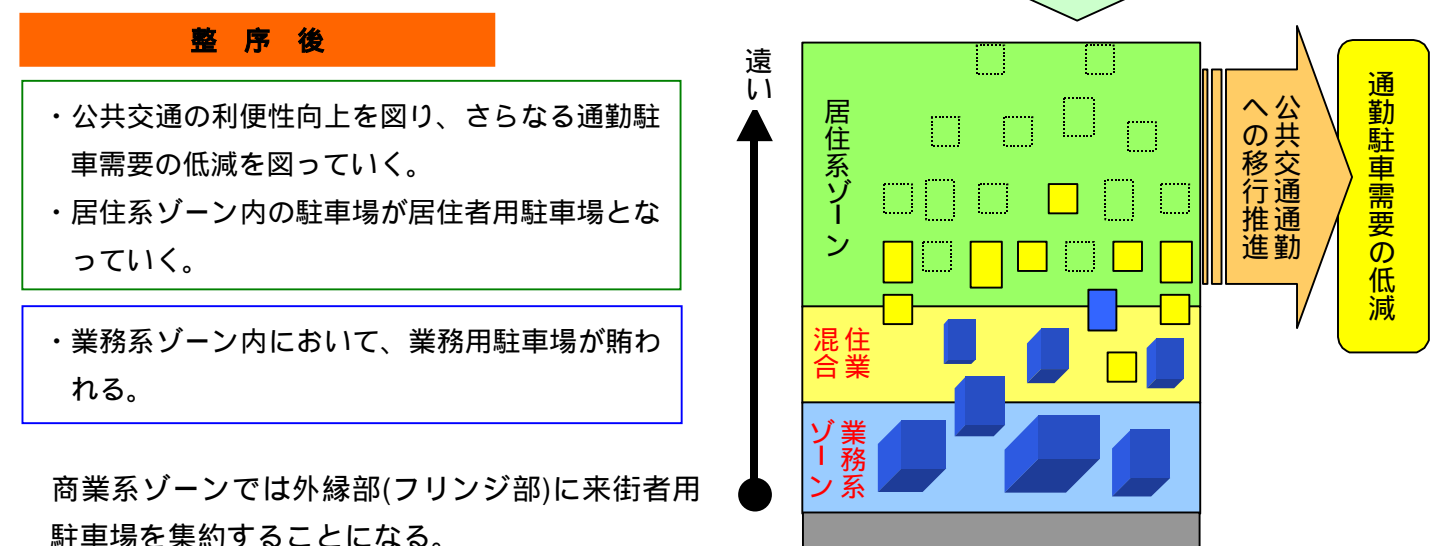 整 序 後
・公共交通の利便性向上を図り、さらなる通勤駐
車需要の低減を図っていく。
・居住系ゾーン内の駐車場が居住者用駐車場とな
っていく。
・業務系ゾーン内において、業務用駐車場が賄わ
れる。
商業系ゾーンでは外縁部(フリンジ部)に来街者用
駐車場を集約することになる。
遠い
居住系ゾーン
住業
混合
業務系
ゾーン
公共交通通勤
への移行推進
通勤駐車需要の低減